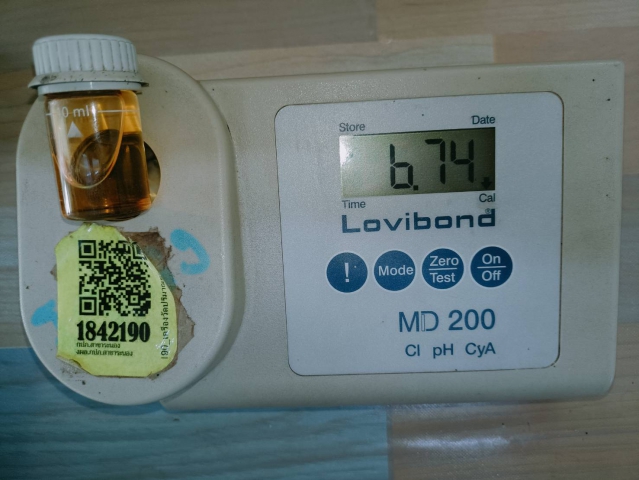 10 ml
Store
Date
6.74
Time
Cal
Lovibond
!
Mode
Zero
Test
On
Off
MD 200
Cl pH CyA
1842190